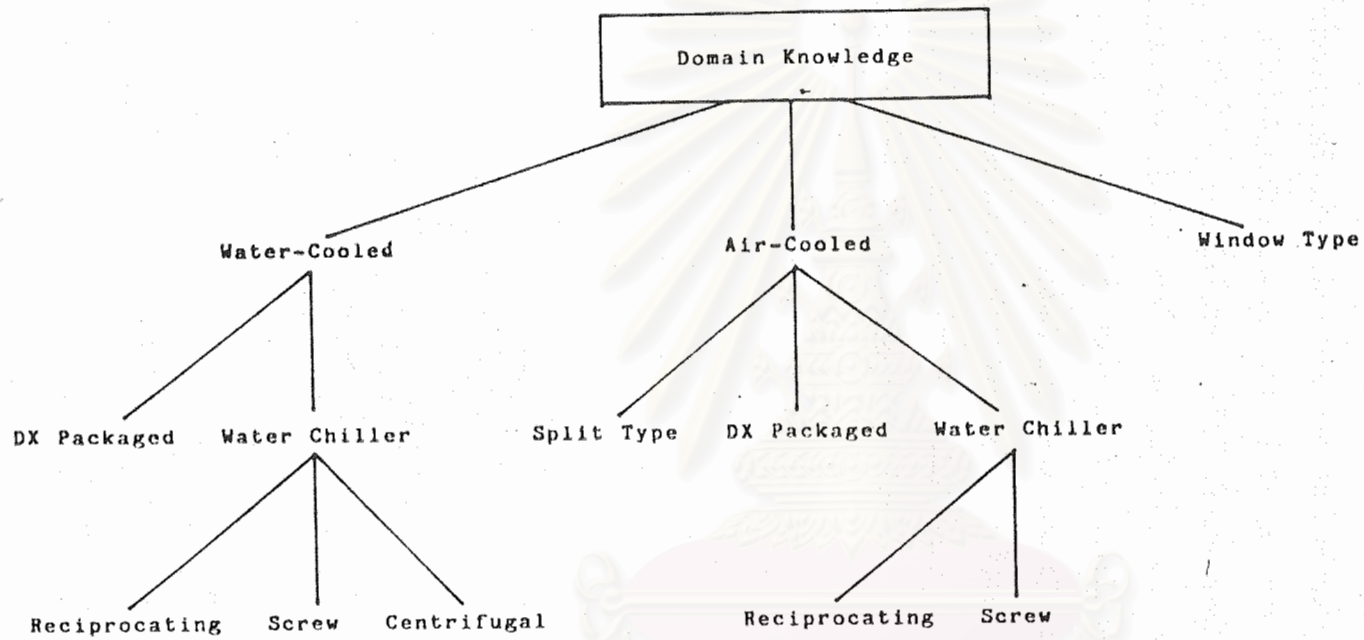 Domain Knowledge
Water-Cooled
Air-Cooled
Window Type
DX Packaged
Water Chiller
Split Type
DX Packaged
Water Chiller
Reciprocating
Screw
Centrifugal
Reciprocating
Screw